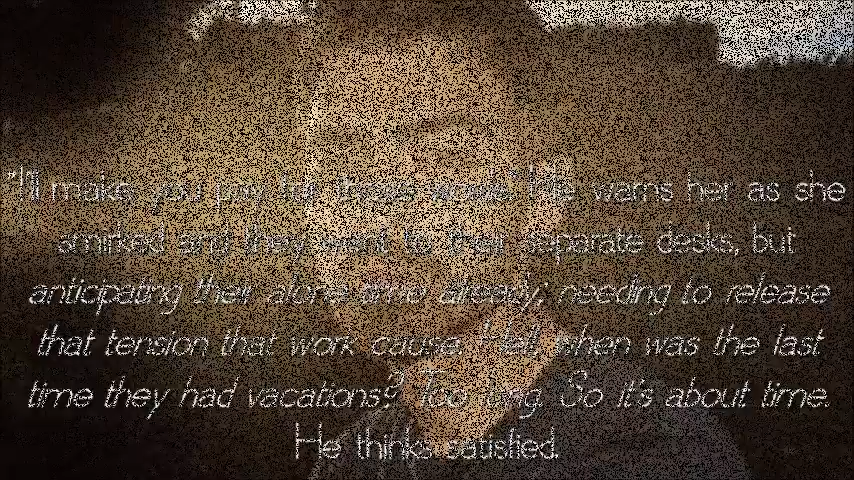 "I'll make you pay for those words." He warns her as she
smirked and they went to their separate desks, but
anticipating their alone time already; needing to release
that tension that work cause. Hell, when was the last
time they had vacations? Too long. So it's about time.
He thinks satisfied.